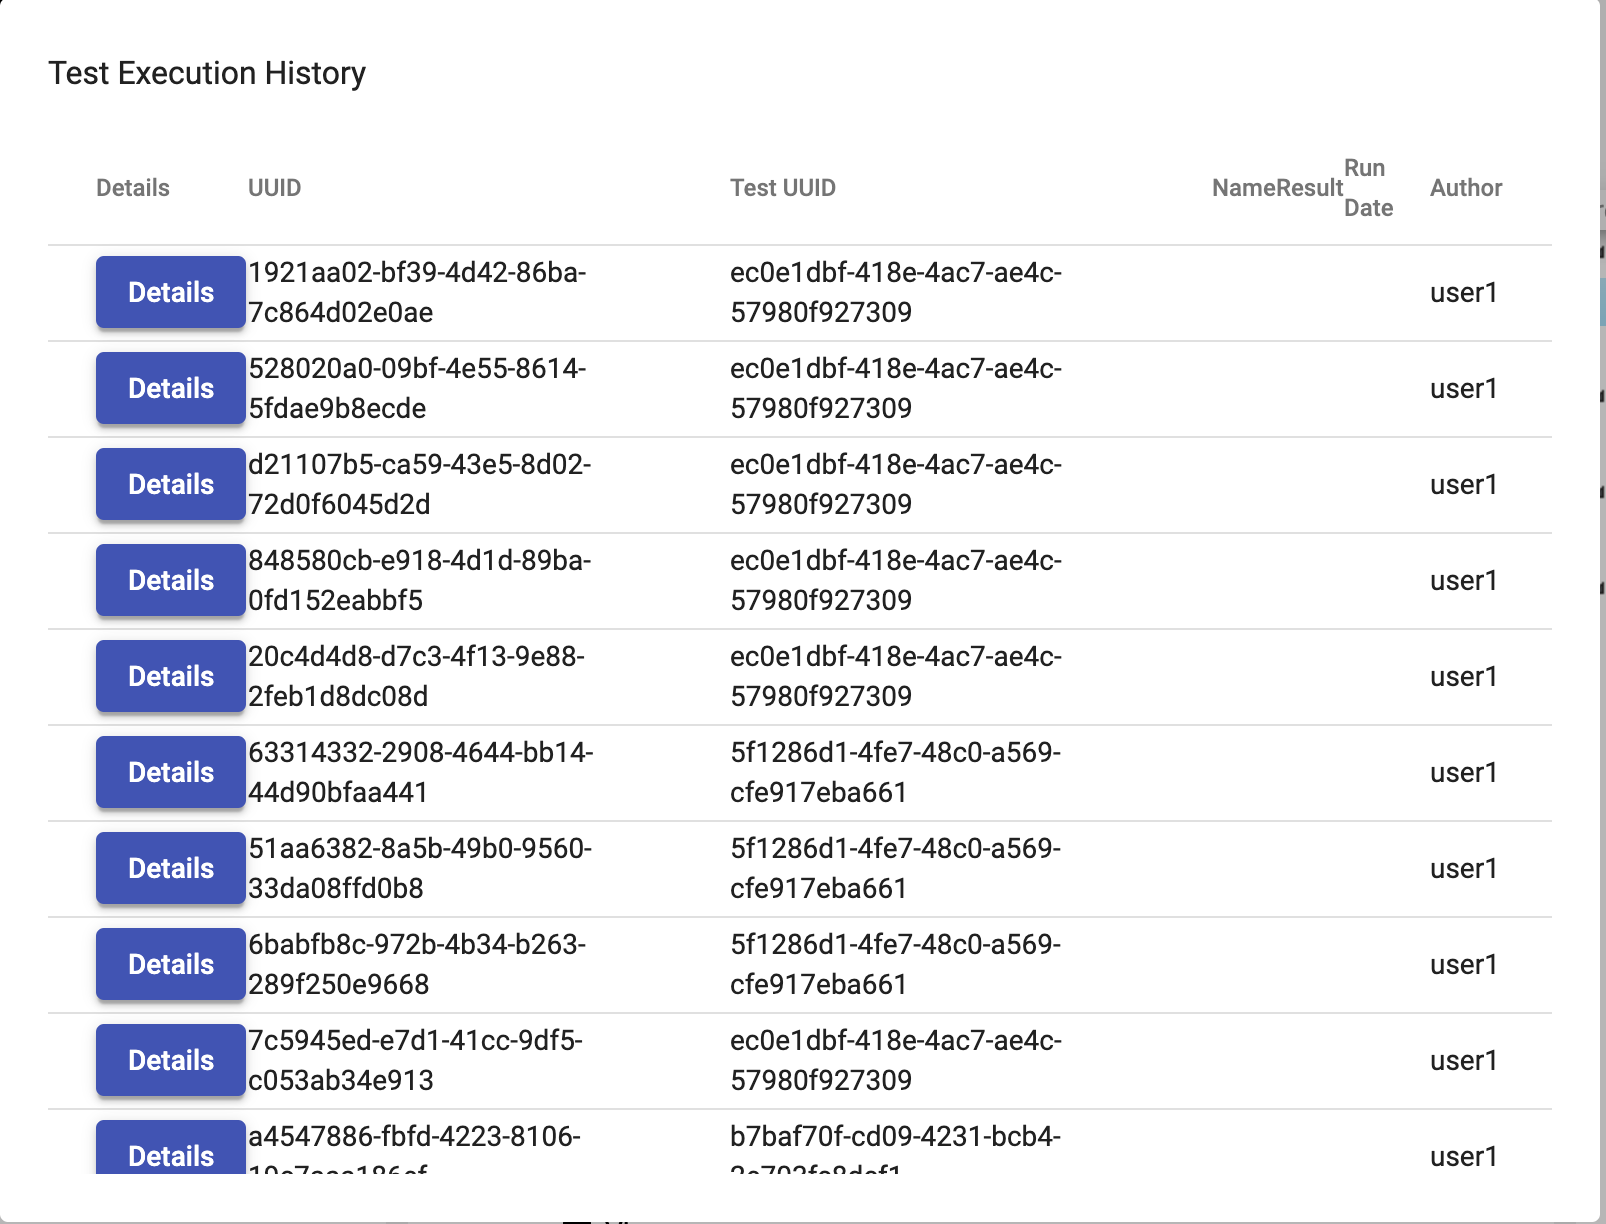 Test Execution History
Details UUID Test UUID NameResult Run Date Author
Details 1921aa02-bf39-4d42-86ba- ec0e1dbf-418e-4ac7-ae4c- user1
7c864d02e0ae 57980f927309
Details 528020a0-09bf-4e55-8614- ec0e1dbf-418e-4ac7-ae4c- user1
5fdae9b8ecde 57980f927309
Details d21107b5-ca59-43e5-8d02- ec0e1dbf-418e-4ac7-ae4c- user1
72d0f6045d2d 57980f927309
Details 848580cb-e918-4d1d-89ba- ec0e1dbf-418e-4ac7-ae4c- user1
0fd152eabbf5 57980f927309
Details 20c4d4d8-d7c3-4f13-9e88- ec0e1dbf-418e-4ac7-ae4c- user1
2feb1d8dc08d 57980f927309
Details 63314332-2908-4644-bb14- 5f1286d1-4fe7-48c0-a569- user1
44d90bfaa441 cfe917eba661
Details 51aa6382-8a5b-49b0-9560- 5f1286d1-4fe7-48c0-a569- user1
33da08ffd0b8 cfe917eba661
Details 6babfb8c-972b-4b34-b263- 5f1286d1-4fe7-48c0-a569- user1
289f250e9668 cfe917eba661
Details 7c5945ed-e7d1-41cc-9df5- ec0e1dbf-418e-4ac7-ae4c- user1
c053ab34e913 57980f927309
Details a4547886-fbfd-4223-8106- b7baf70f-cd09-4231-bcb4- user1